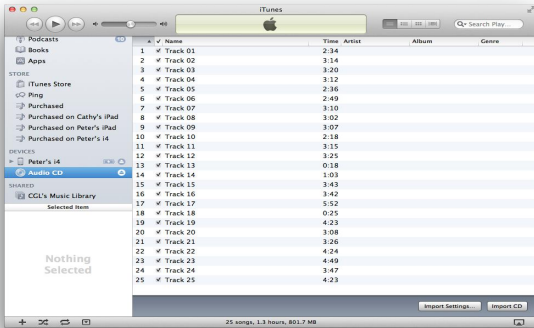 iTunes
Search Play...
Podcasts
Books
Apps
STORE
iTunes Store
Ping
Purchased
Purchased on Cathy's iPad
Purchased on Peter's iPad
Purchased on Peter's i4
DEVICES
Peter's i4
Audio CD
SHARED
CGL's Music Library
Selected Item
Nothing
Selected
Name Time Artist Album Genre
1 Track 01 2:34
2 Track 02 3:14
3 Track 03 3:20
4 Track 04 3:12
5 Track 05 2:36
6 Track 06 2:49
7 Track 07 3:10
8 Track 08 3:02
9 Track 09 3:07
10 Track 10 2:18
11 Track 11 3:15
12 Track 12 3:25
13 Track 13 0:18
14 Track 14 1:03
15 Track 15 3:43
16 Track 16 3:42
17 Track 17 5:52
18 Track 18 0:25
19 Track 19 4:23
20 Track 20 3:08
21 Track 21 3:26
22 Track 22 4:24
23 Track 23 4:49
24 Track 24 3:47
25 Track 25 4:23
Import Settings... Import CD
25 songs, 1.3 hours, 801.7 MB